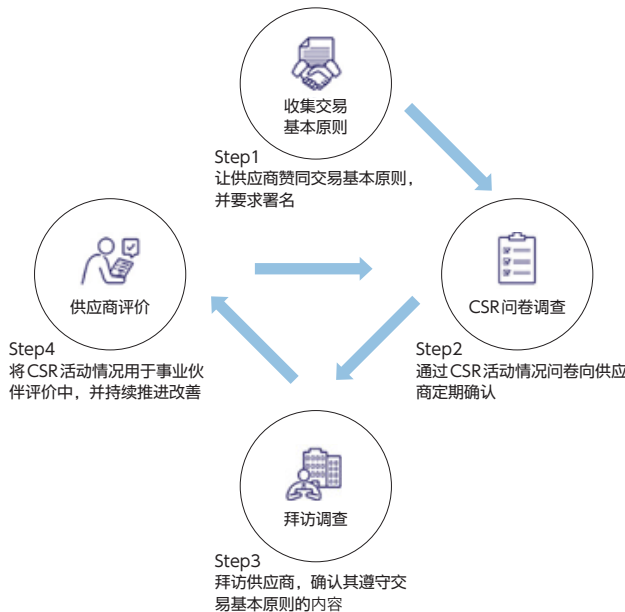 收集交易
基本原则
Step1
让供应商赞同交易基本原则，
并要求署名
CSR问卷调查
Step2
通过CSR活动情况问卷向供应
商定期确认
拜访调查
Step3
拜访供应商，确认其遵守交
易基本原则的内容
供应商评价
Step4
将CSR活动情况用于事业伙
伴评价中，并持续推进改善